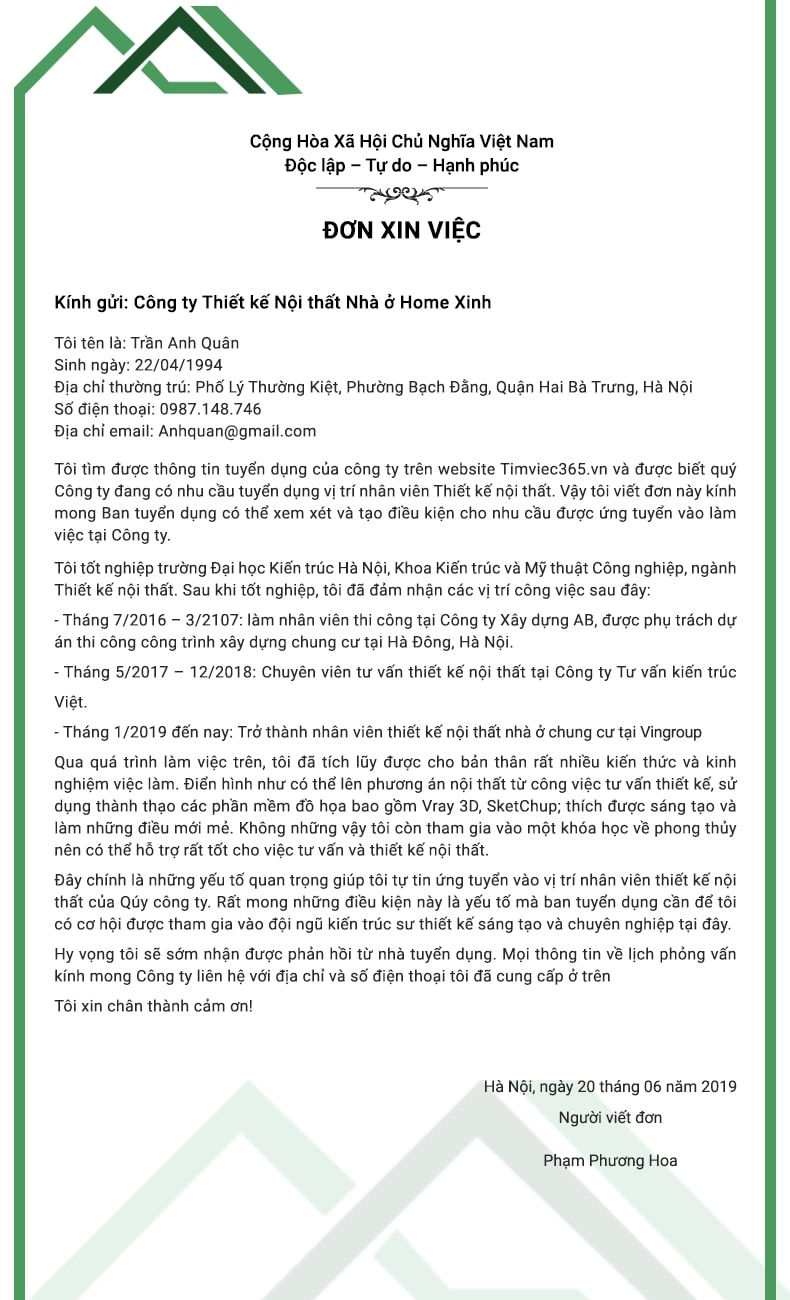 Cộng Hòa Xã Hội Chủ Nghĩa Việt Nam
Độc lập – Tự do – Hạnh phúc
ĐƠN XIN VIỆC
Kính gửi: Công ty Thiết kế Nội thất Nhà ở Home Xinh
Tôi tên là: Trần Anh Quân
Sinh ngày: 22/04/1994
Địa chỉ thường trú: Phố Lý Thường Kiệt, Phường Bạch Đằng, Quận Hai Bà Trưng, Hà Nội
Số điện thoại: 0987.148.746
Địa chỉ email: Anhquan@gmail.com
Tôi tìm được thông tin tuyển dụng của công ty trên website Timviec365.vn và được biết quý
Công ty đang có nhu cầu tuyển dụng vị trí nhân viên Thiết kế nội thất. Vậy tôi viết đơn này kính
mong Ban tuyển dụng có thể xem xét và tạo điều kiện cho nhu cầu được ứng tuyển vào làm
việc tại Công ty.
Tôi tốt nghiệp trường Đại học Kiến trúc Hà Nội, Khoa Kiến trúc và Mỹ thuật Công nghiệp, ngành
Thiết kế nội thất. Sau khi tốt nghiệp, tôi đã đảm nhận các vị trí công việc sau đây:
- Tháng 7/2016 – 3/2107: làm nhân viên thi công tại Công ty Xây dựng AB, được phụ trách dự
án thi công công trình xây dựng chung cư tại Hà Đông, Hà Nội.
- Tháng 5/2017 – 12/2018: Chuyên viên tư vấn thiết kế nội thất tại Công ty Tư vấn kiến trúc
Việt.
- Tháng 1/2019 đến nay: Trở thành nhân viên thiết kế nội thất nhà ở chung cư tại Vingroup
Qua quá trình làm việc trên, tôi đã tích lũy được cho bản thân rất nhiều kiến thức và kinh
nghiệm việc làm. Điển hình như có thể lên phương án nội thất từ công việc tư vấn thiết kế, sử
dụng thành thạo các phần mềm đồ họa bao gồm Vray 3D, SketChup; thích được sáng tạo và
làm những điều mới mẻ. Không những vậy tôi còn tham gia vào một khóa học về phong thủy
nên có thể hỗ trợ rất tốt cho việc tư vấn và thiết kế nội thất.
Đây chính là những yếu tố quan trọng giúp tôi tự tin ứng tuyển vào vị trí nhân viên thiết kế nội
thất của Qúy công ty. Rất mong những điều kiện này là yếu tố mà ban tuyển dụng cần để tôi
có cơ hội được tham gia vào đội ngũ kiến trúc sư thiết kế sáng tạo và chuyên nghiệp tại đây.
Hy vọng tôi sẽ sớm nhận được phản hồi từ nhà tuyển dụng. Mọi thông tin về lịch phỏng vấn
kính mong Công ty liên hệ với địa chỉ và số điện thoại tôi đã cung cấp ở trên
Tôi xin chân thành cảm ơn!
Hà Nội, ngày 20 tháng 06 năm 2019
Người viết đơn
Phạm Phương Hoa